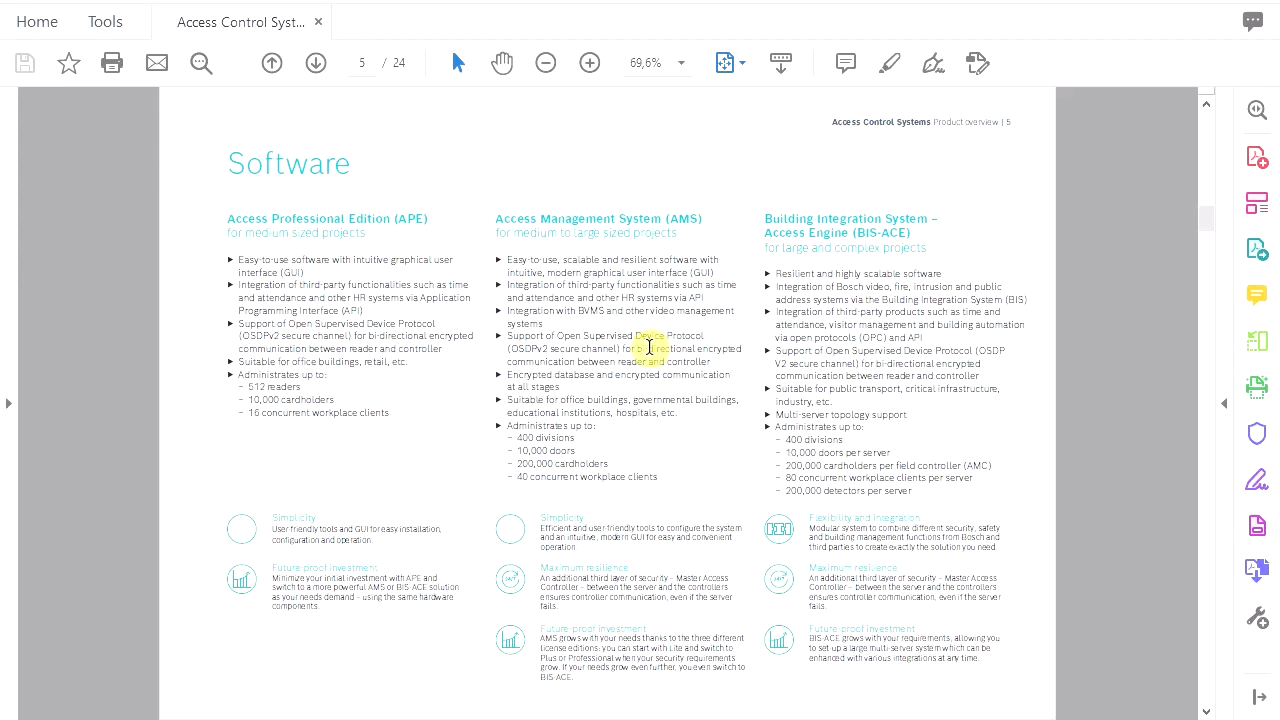 Home
Tools
Access Control Syst...
5 / 24
69,6%
Access Control Systems Product overview | 5
Software
Access Professional Edition (APE)
for medium sized projects
Easy-to-use software with intuitive graphical user
interface (GUI)
Integration of third-party functionalities such as time
and attendance and other HR systems via Application
Programming Interface (API)
Support of Open Supervised Device Protocol
(OSDPv2 secure channel) for bi-directional encrypted
communication between reader and controller
Suitable for office buildings, retail, etc.
Administrates up to:
– 512 readers
– 10,000 cardholders
– 16 concurrent workplace clients
Simplicity
User friendly tools and GUI for easy installation,
configuration and operation.
Future proof investment
Minimize your initial investment with APE and
switch to a more powerful AMS or BIS-ACE solution
as your needs demand – using the same hardware
components.
Access Management System (AMS)
for medium to large sized projects
Easy-to-use, scalable and resilient software with
intuitive, modern graphical user interface (GUI)
Integration of third-party functionalities such as time
and attendance and other HR systems via API
Integration with BVMS and other video management
systems
Support of Open Supervised Device Protocol
(OSDPv2 secure channel) for bi-directional encrypted
communication between reader and controller
Encrypted database and encrypted communication
at all stages
Suitable for office buildings, governmental buildings,
educational institutions, hospitals, etc.
Administrates up to:
– 400 divisions
– 10,000 doors
– 200,000 cardholders
– 40 concurrent workplace clients
Simplicity
Efficient and user-friendly tools to configure the system
and an intuitive, modern GUI for easy and convenient
operation
Maximum resilience
24/7
An additional third layer of security – Master Access
Controller – between the server and the controllers
ensures controller communication, even if the server
fails.
Future-proof investment
AMS grows with your needs thanks to the three different
license editions: you can start with Lite and switch to
Plus or Professional when your security requirements
grow. If your needs grow even further, you even switch to
BIS-ACE.
Building Integration System –
Access Engine (BIS-ACE)
for large and complex projects
Resilient and highly scalable software
Integration of Bosch video, fire, intrusion and public
address systems via the Building Integration System (BIS)
Integration of third-party products such as time and
attendance, visitor management and building automation
via open protocols (OPC) and API
Support of Open Supervised Device Protocol (OSDP
V2 secure channel) for bi-directional encrypted
communication between reader and controller
Suitable for public transport, critical infrastructure,
industry, etc.
Multi-server topology support
Administrates up to:
– 400 divisions
– 10,000 doors per server
– 200,000 cardholders per field controller (AMC)
– 80 concurrent workplace clients per server
– 200,000 detectors per server
Flexibility and Integration
Modular system to combine different security, safety
and building management functions from Bosch and
third parties to create exactly the solution you need
Maximum resilience
24/7
An additional third layer of security – Master Access
Controller – between the server and the controllers
ensures controller communication, even if the server
fails.
Future-proof investment
BIS-ACE grows with your requirements, allowing you
to set-up a large multi-server system which can be
enhanced with various integrations at any time.